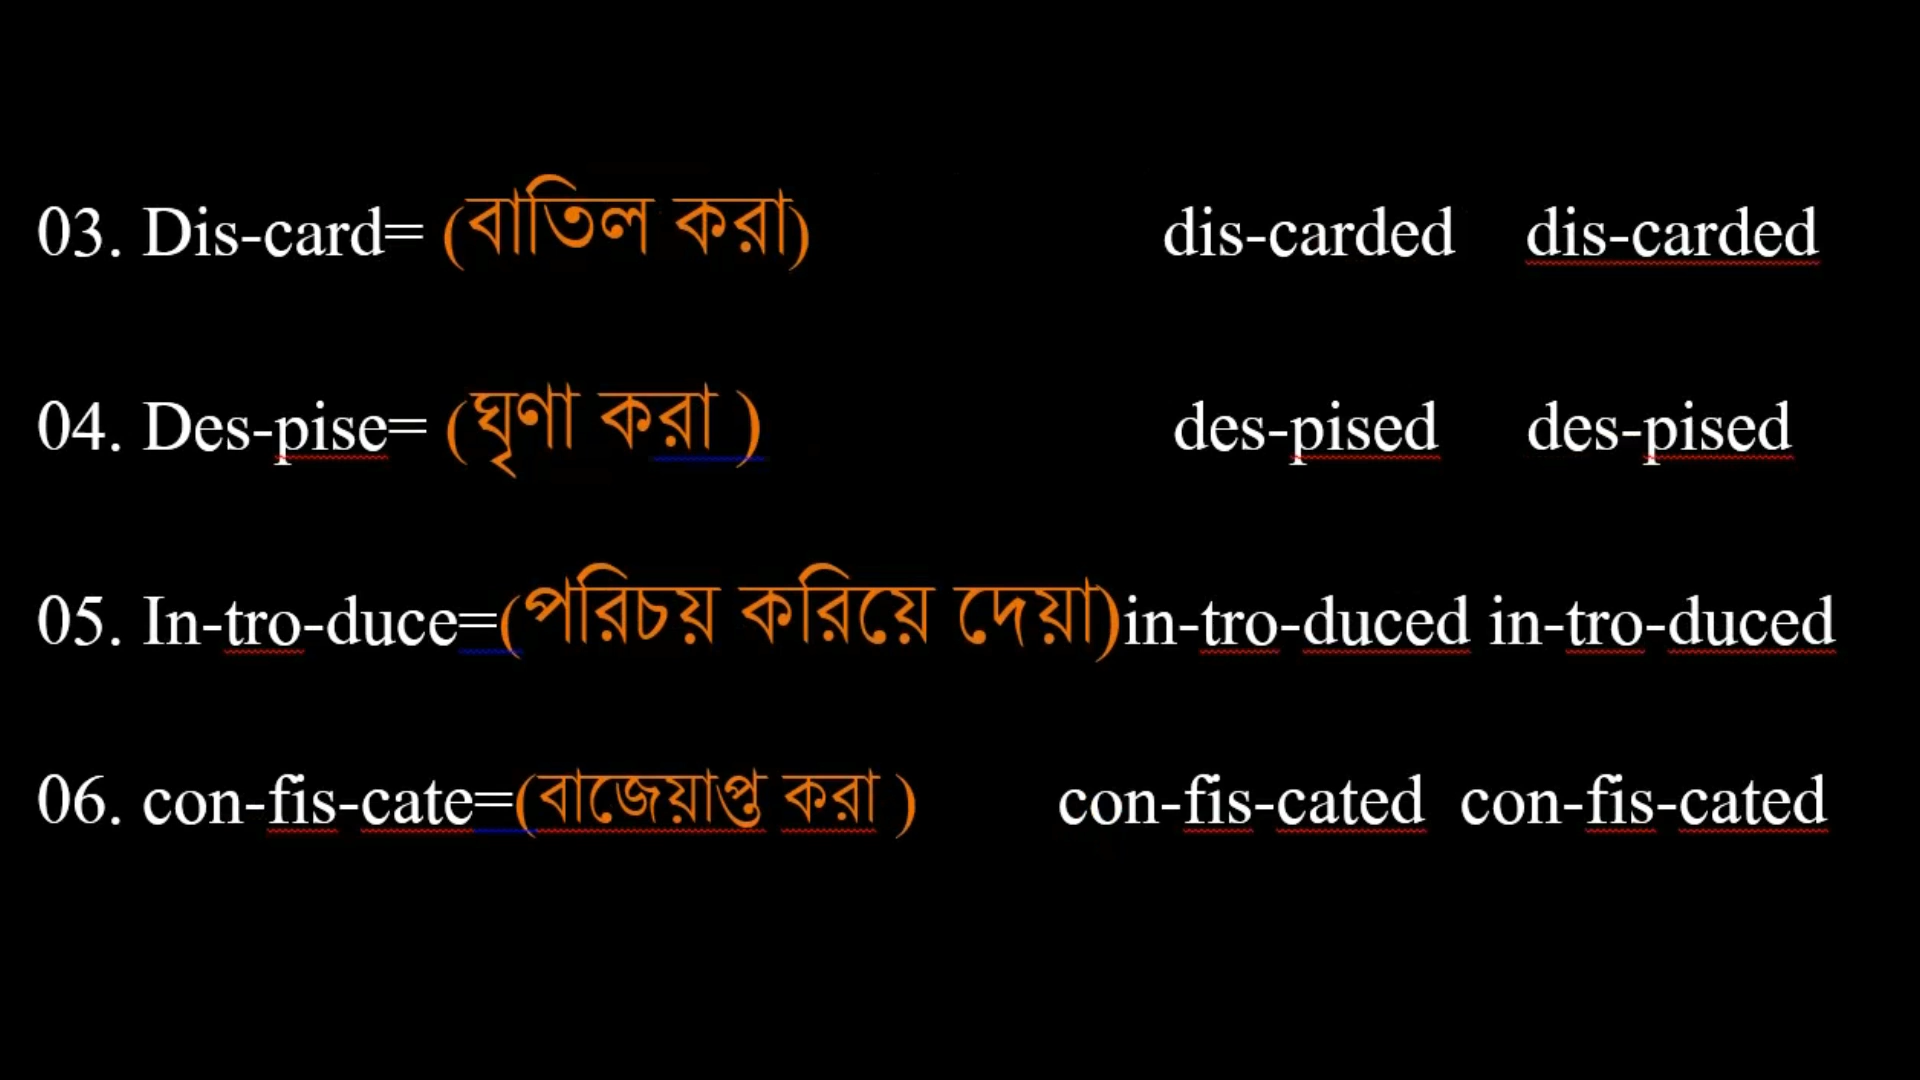 03. Dis-card= (বাতিল করা) dis-carded dis-carded
04. Des-pise= (ঘৃণা করা ) des-pised des-pised
05. In-tro-duce=(পরিচয় করিয়ে দেয়া)in-tro-duced in-tro-duced
06. con-fis-cate=(বাজেয়াপ্ত করা ) con-fis-cated con-fis-cated